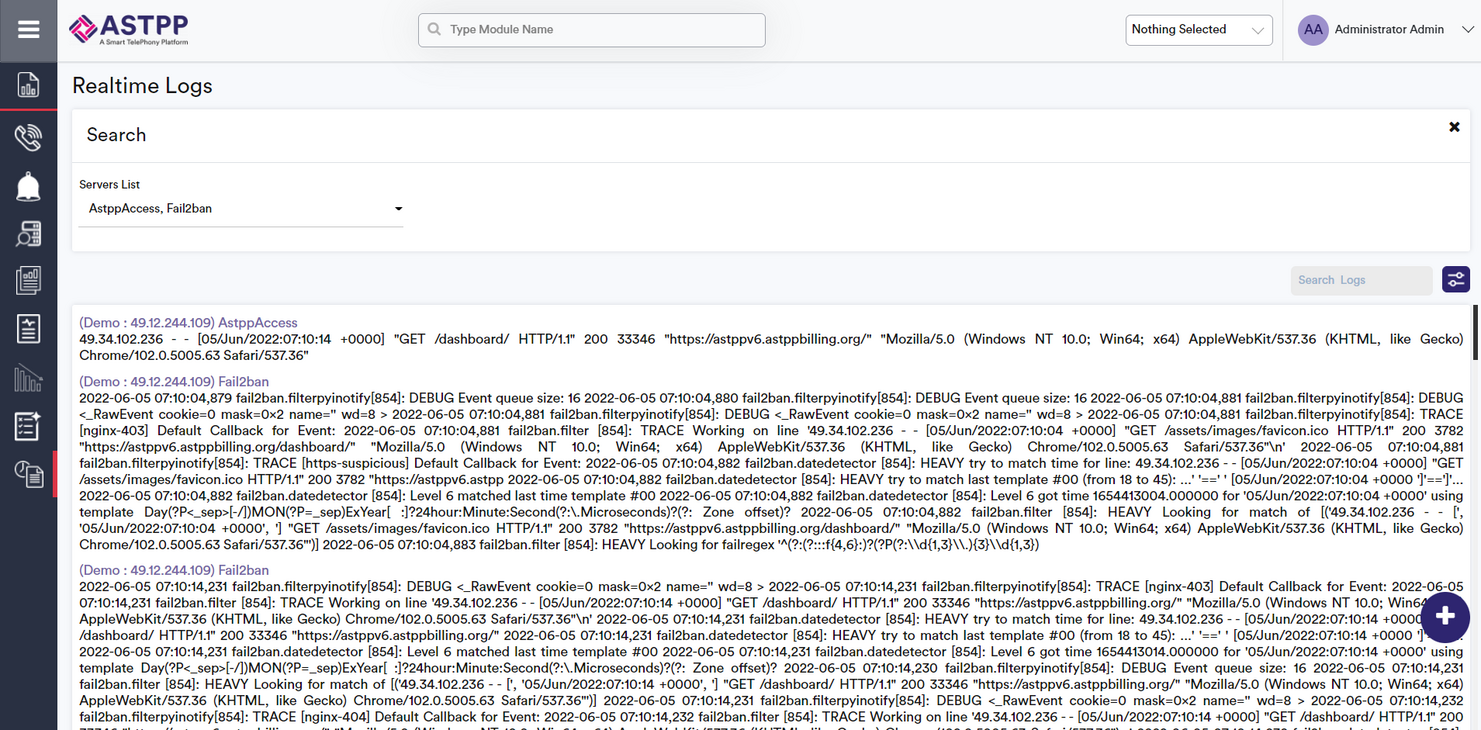 ASTPP
A Smart TelePhony Platform
Type Module Name
Nothing Selected
AA
Administrator Admin
Realtime Logs
Search
Servers List
AstppAccess, Fail2ban
Search Logs
(Demo : 49.12.244.109) AstppAccess
49.34.102.236 - - [05/Jun/2022:07:10:14 +0000] "GET /dashboard/ HTTP/1.1" 200 33346 "https://astppv6.astppbilling.org/" "Mozilla/5.0 (Windows NT 10.0; Win64; x64) AppleWebKit/537.36 (KHTML, like Gecko)
Chrome/102.0.5005.63 Safari/537.36"
(Demo : 49.12.244.109) Fail2ban
2022-06-05 07:10:04,879 fail2ban.filterpyinotify[854]: DEBUG Event queue size: 16 2022-06-05 07:10:04,880 fail2ban.filterpyinotify[854]: DEBUG Event queue size: 16 2022-06-05 07:10:04,881 fail2ban.filterpyinotify[854]: DEBUG
<_RawEvent cookie=0 mask=0×2 name='' wd=8 > 2022-06-05 07:10:04,881 fail2ban.filterpyinotify[854]: DEBUG <_RawEvent cookie=0 mask=0×2 name='' wd=8 > 2022-06-05 07:10:04,881 fail2ban.filterpyinotify[854]: TRACE
[nginx-403] Default Callback for Event: 2022-06-05 07:10:04,881 fail2ban.filter [854]: TRACE Working on line '49.34.102.236 - - [05/Jun/2022:07:10:04 +0000] "GET /assets/images/favicon.ico HTTP/1.1" 200 3782
"https://astppv6.astppbilling.org/dashboard/" "Mozilla/5.0 (Windows NT 10.0; Win64; x64) AppleWebKit/537.36 (KHTML, like Gecko) Chrome/102.0.5005.63 Safari/537.36"\n' 2022-06-05 07:10:04,881
fail2ban.filterpyinotify[854]: TRACE [https-suspicious] Default Callback for Event: 2022-06-05 07:10:04,882 fail2ban.datedetector [854]: HEAVY try to match time for line: 49.34.102.236 - - [05/Jun/2022:07:10:04 +0000] "GET
/assets/images/favicon.ico HTTP/1.1" 200 3782 "https://astppv6.astpp 2022-06-05 07:10:04,882 fail2ban.datedetector [854]: HEAVY try to match last template #00 (from 18 to 45): ...' '==' ' [05/Jun/2022:07:10:04 +0000 ']'==']'...
2022-06-05 07:10:04,882 fail2ban.datedetector [854]: Level 6 matched last time template #00 2022-06-05 07:10:04,882 fail2ban.datedetector [854]: Level 6 got time 1654413004.000000 for '05/Jun/2022:07:10:04 +0000' using
template Day(?P<_sep>[-/])MON(?P=_sep)ExYear[ :]?24hour:Minute:Second(?:\.Microseconds)?(?: Zone offset)? 2022-06-05 07:10:04,882 fail2ban.filter [854]: HEAVY Looking for match of [('49.34.102.236 - - [',
'05/Jun/2022:07:10:04 +0000', '] "GET /assets/images/favicon.ico HTTP/1.1" 200 3782 "https://astppv6.astppbilling.org/dashboard/" "Mozilla/5.0 (Windows NT 10.0; Win64; x64) AppleWebKit/537.36 (KHTML, like Gecko)
Chrome/102.0.5005.63 Safari/537.36"')] 2022-06-05 07:10:04,883 fail2ban.filter [854]: HEAVY Looking for failregex '^(?:(?:::f{4,6}:)?(?P(?:\\d{1,3}\\.){3}\\d{1,3})
(Demo : 49.12.244.109) Fail2ban
2022-06-05 07:10:14,231 fail2ban.filterpyinotify[854]: DEBUG <_RawEvent cookie=0 mask=0×2 name='' wd=8 > 2022-06-05 07:10:14,231 fail2ban.filterpyinotify[854]: TRACE [nginx-403] Default Callback for Event: 2022-06-05
07:10:14,231 fail2ban.filter [854]: TRACE Working on line '49.34.102.236 - - [05/Jun/2022:07:10:14 +0000] "GET /dashboard/ HTTP/1.1" 200 33346 "https://astppv6.astppbilling.org/" "Mozilla/5.0 (Windows NT 10.0; Win64
AppleWebKit/537.36 (KHTML, like Gecko) Chrome/102.0.5005.63 Safari/537.36"\n' 2022-06-05 07:10:14,231 fail2ban.datedetector [854]: HEAVY try to match time for line: 49.34.102.236 - - [05/Jun/2022:07:10:14 +0000] "GET
/dashboard/ HTTP/1.1" 200 33346 "https://astppv6.astppbilling.org/" 2022-06-05 07:10:14,231 fail2ban.datedetector [854]: HEAVY try to match last template #00 (from 18 to 45): ...' '==' ' [05/Jun/2022:07:10:14 +0000 ']'
2022-06-05 07:10:14,231 fail2ban.datedetector [854]: Level 6 matched last time template #00 2022-06-05 07:10:14,231 fail2ban.datedetector [854]: Level 6 got time 1654413014.000000 for '05/Jun/2022:07:10:14 +0000' using
template Day(?P<_sep>[-/])MON(?P=_sep)ExYear[ :]?24hour:Minute:Second(?:\.Microseconds)?(?: Zone offset)? 2022-06-05 07:10:14,230 fail2ban.filterpyinotify[854]: DEBUG Event queue size: 16 2022-06-05 07:10:14,231
fail2ban.filter [854]: HEAVY Looking for match of [('49.34.102.236 - - [', '05/Jun/2022:07:10:14 +0000', '] "GET /dashboard/ HTTP/1.1" 200 33346 "https://astppv6.astppbilling.org/" "Mozilla/5.0 (Windows NT 10.0; Win64; x64)
AppleWebKit/537.36 (KHTML, like Gecko) Chrome/102.0.5005.63 Safari/537.36"')] 2022-06-05 07:10:14,231 fail2ban.filterpyinotify[854]: DEBUG <_RawEvent cookie=0 mask=0×2 name='' wd=8 > 2022-06-05 07:10:14,232
fail2ban.filterpyinotify[854]: TRACE [nginx-404] Default Callback for Event: 2022-06-05 07:10:14,232 fail2ban.filter [854]: TRACE Working on line '49.34.102.236 - - [05/Jun/2022:07:10:14 +0000] "GET /dashboard/ HTTP/1.1" 200